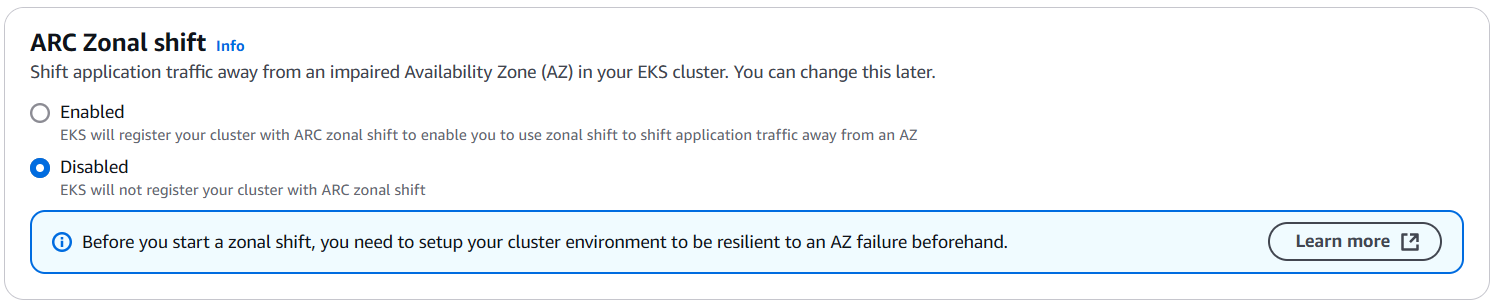 ARC Zonal shift Info
Shift application traffic away from an impaired Availability Zone (AZ) in your EKS cluster. You can change this later.
Enabled
EKS will register your cluster with ARC zonal shift to enable you to use zonal shift to shift application traffic away from an AZ
Disabled
EKS will not register your cluster with ARC zonal shift
Before you start a zonal shift, you need to setup your cluster environment to be resilient to an AZ failure beforehand. Learn more